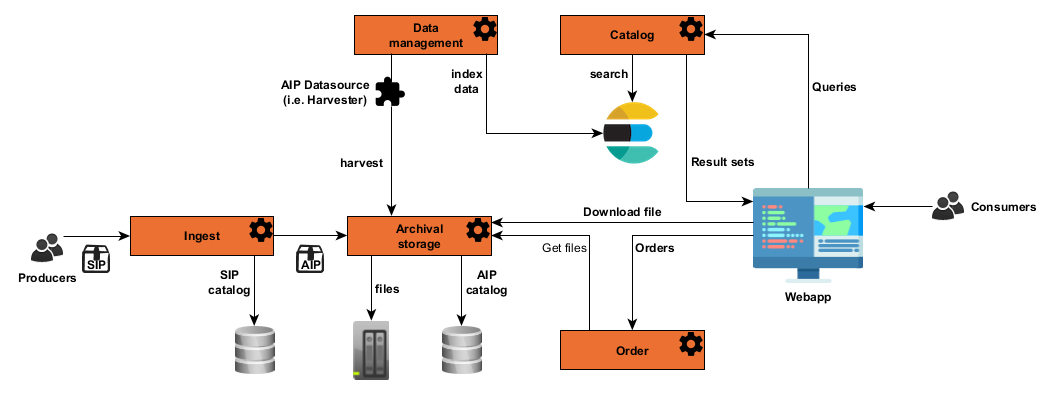 Data
management
Catalog
AIP Datasource
(i.e. Harvester)
index
data
search
Queries
harvest
Result sets
Download file
Consumers
Ingest
Archival
storage
Get files
Orders
Producers
SIP
AIP
SIP
catalog
files
AIP
catalog
Webapp
Order